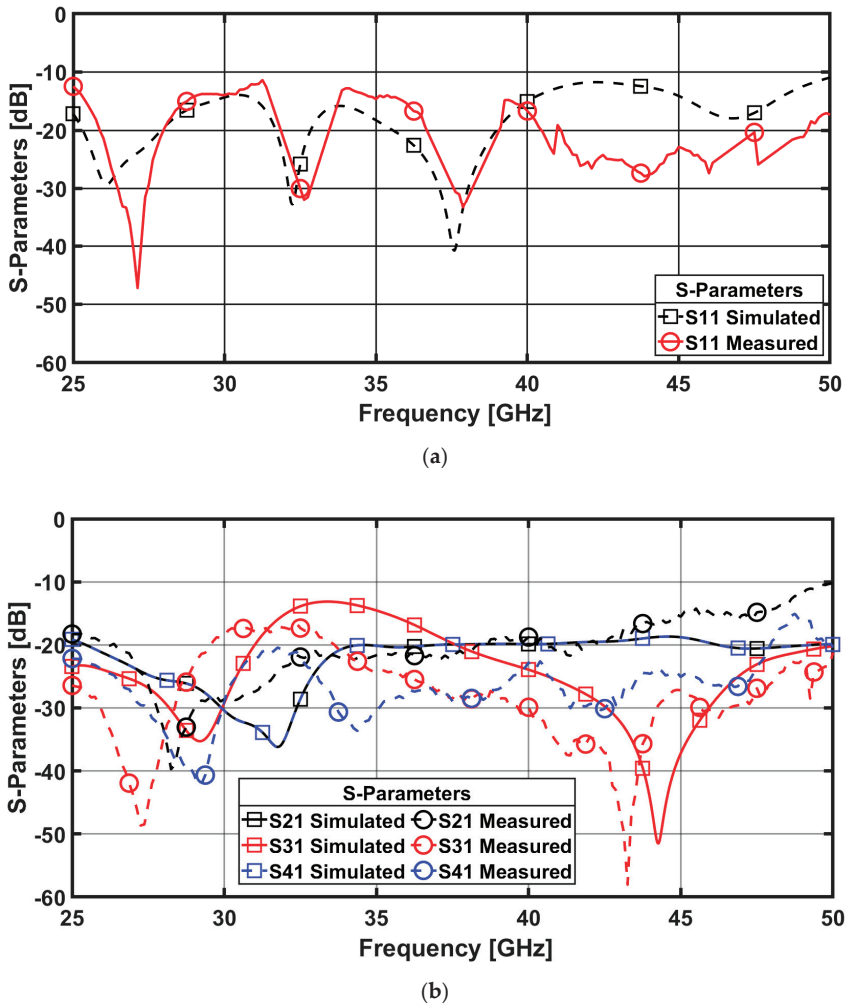 0
-10
-20
-30
-40
-50
-60
S-Parameters [dB]
25 30 35 40 45 50
Frequency [GHz]
S-Parameters
S11 Simulated
S11 Measured
(a)
0
-10
-20
-30
-40
-50
-60
S-Parameters [dB]
S-Parameters
S21 Simulated S21 Measured
S31 Simulated S31 Measured
S41 Simulated S41 Measured
25 30 35 40 45 50
Frequency [GHz]
(b)